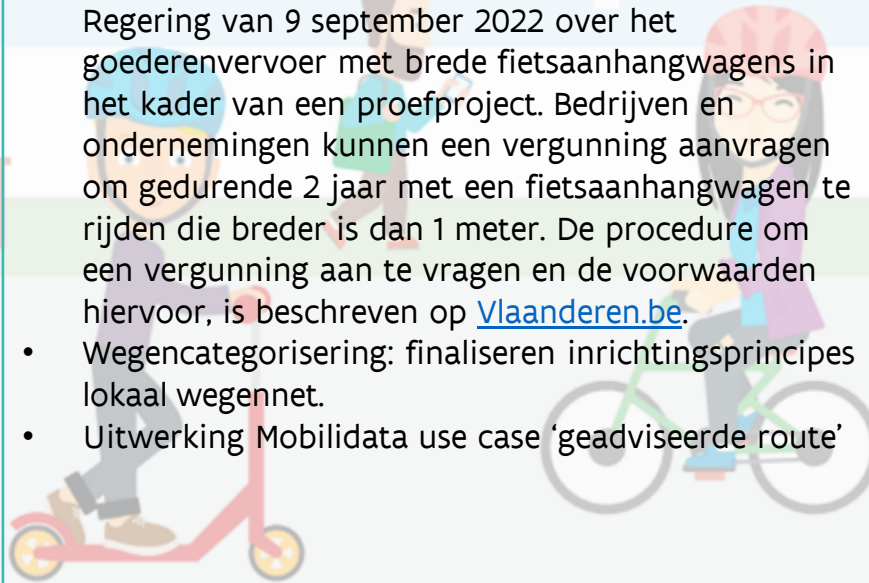 Regering van 9 september 2022 over het
goederenvervoer met brede fietsaanhangwagens in
het kader van een proefproject. Bedrijven en
ondernemingen kunnen een vergunning aanvragen
om gedurende 2 jaar met een fietsaanhangwagen te
rijden die breder is dan 1 meter. De procedure om
een vergunning aan te vragen en de voorwaarden
hiervoor, is beschreven op Vlaanderen.be.
• Wegencategorisering: finaliseren inrichtingsprincipes
lokaal wegennet.
• Uitwerking Mobilidata use case ‘geadviseerde route’